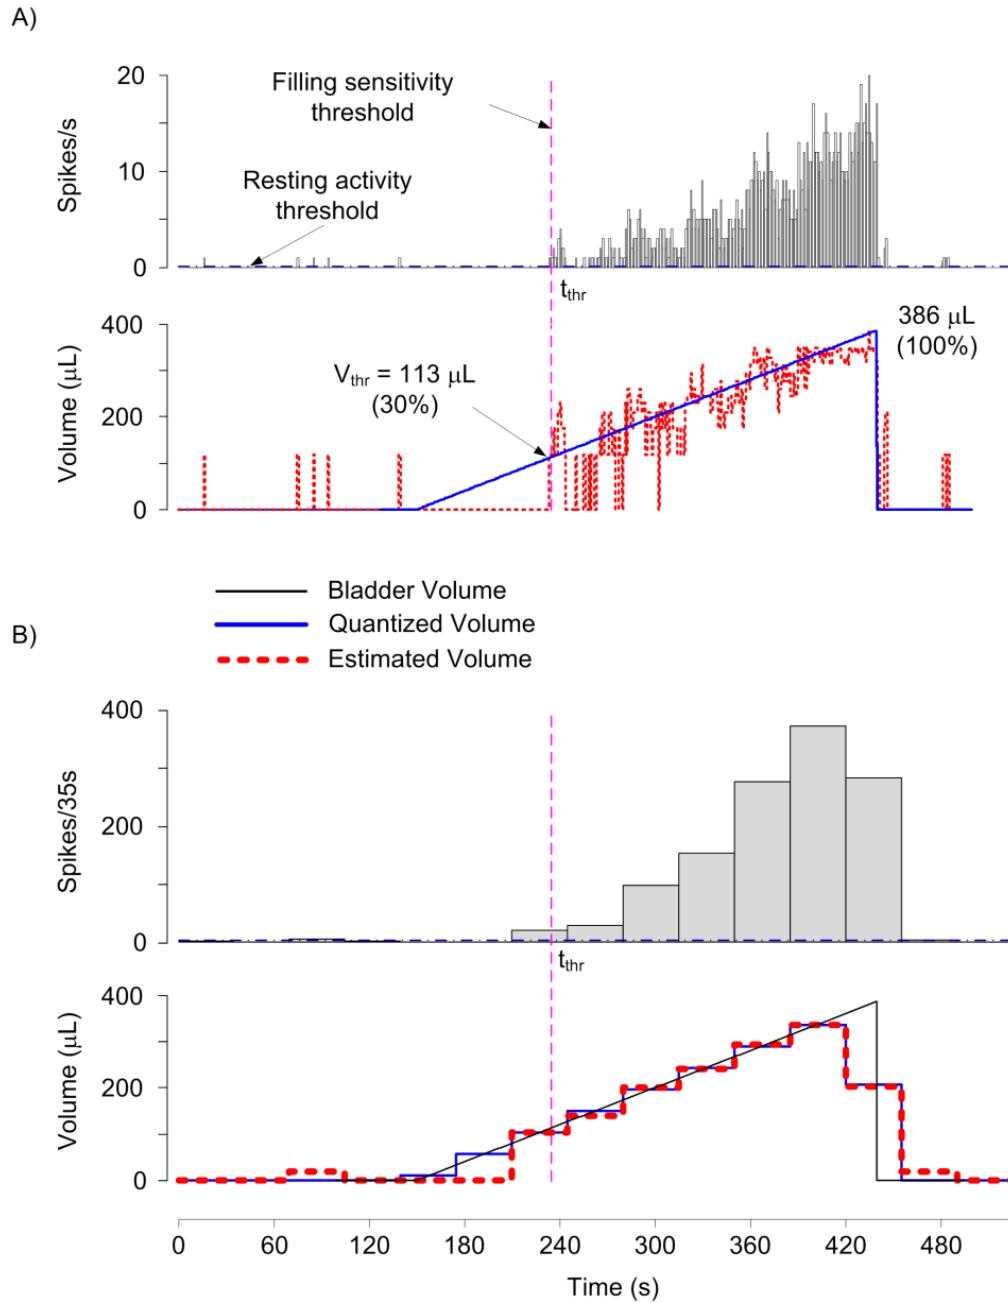 A)
Filling sensitivity
threshold
Resting activity
threshold
Spikes/s
20
10
0
t_thr
Volume (μL)
400
200
0
V_thr = 113 μL
(30%)
386 μL
(100%)
Bladder Volume
Quantized Volume
Estimated Volume
B)
Spikes/35s
400
200
0
t_thr
Volume (μL)
400
200
0
0 60 120 180 240 300 360 420 480
Time (s)